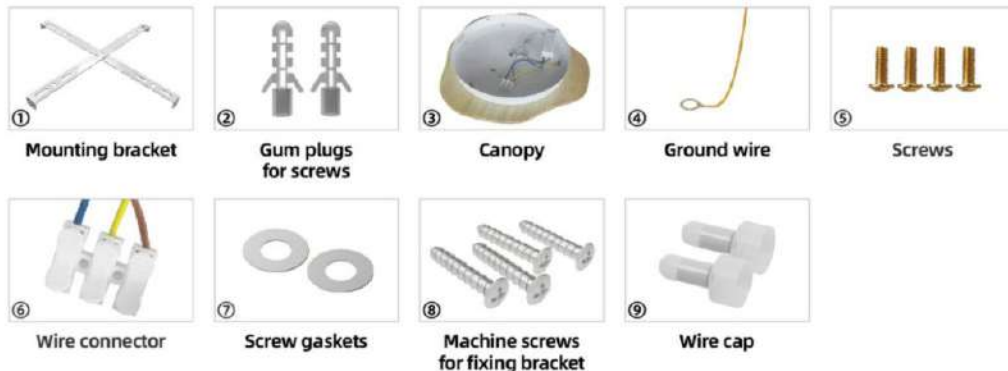 ①
Mounting bracket
②
Gum plugs
for screws
③
Canopy
④
Ground wire
⑤
Screws
⑥
Wire connector
⑦
Screw gaskets
⑧
Machine screws
for fixing bracket
⑨
Wire cap